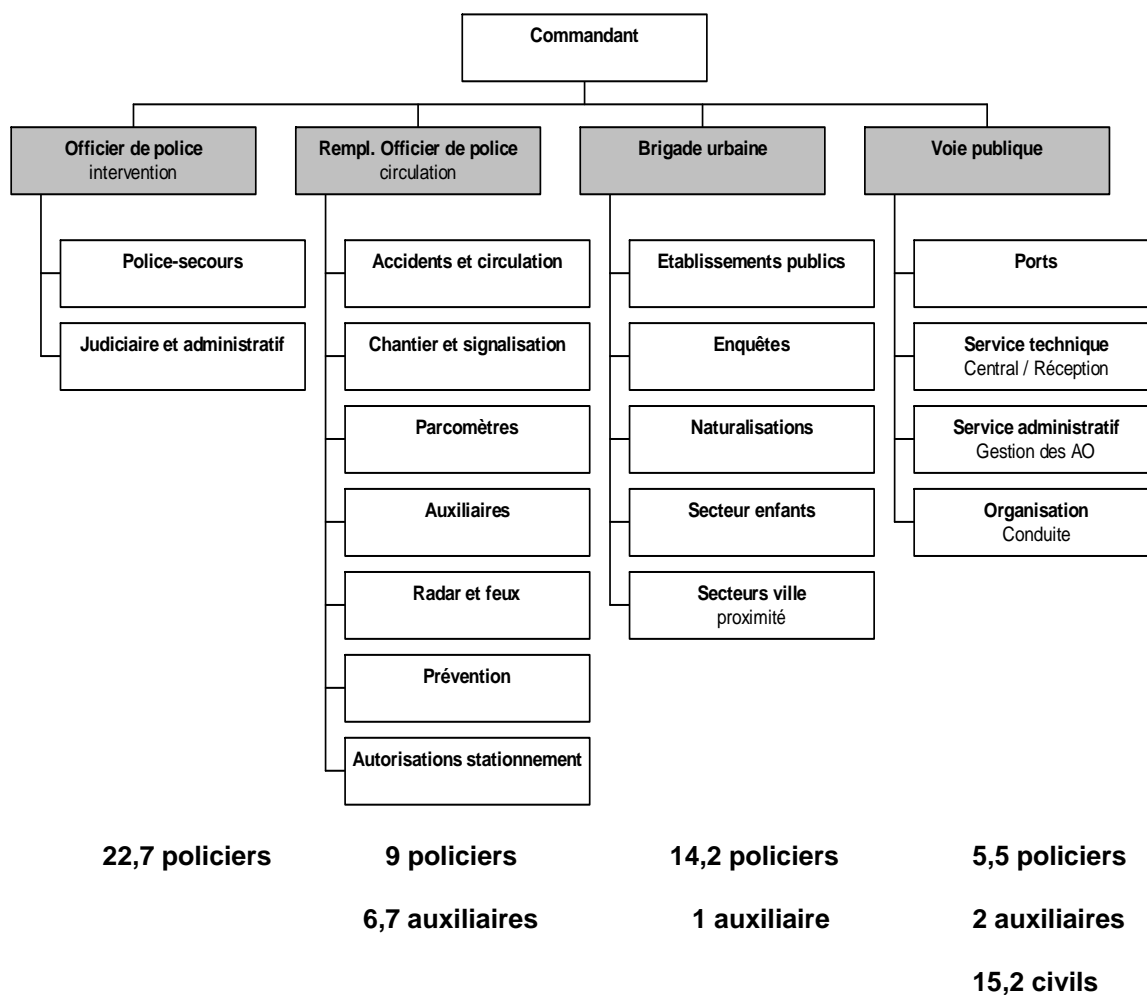 Commandant
Officier de police
intervention
Rempl. Officier de police
circulation
Brigade urbaine
Voie publique
Police-secours
Judiciaire et administratif
Accidents et circulation
Chantier et signalisation
Parcomètres
Auxiliaires
Radar et feux
Prévention
Autorisations stationnement
Etablissements publics
Enquêtes
Naturalisations
Secteur enfants
Secteurs ville
proximité
Ports
Service technique
Central / Réception
Service administratif
Gestion des AO
Organisation
Conduite
22,7 policiers
9 policiers
14,2 policiers
5,5 policiers
6,7 auxiliaires
1 auxiliaire
2 auxiliaires
15,2 civils